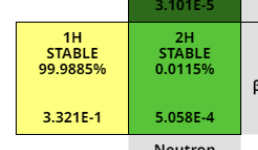 3.101E-5
1H
STABLE
99.9885%
3.321E-1
2H
STABLE
0.0115%
5.058E-4
β
Neutron